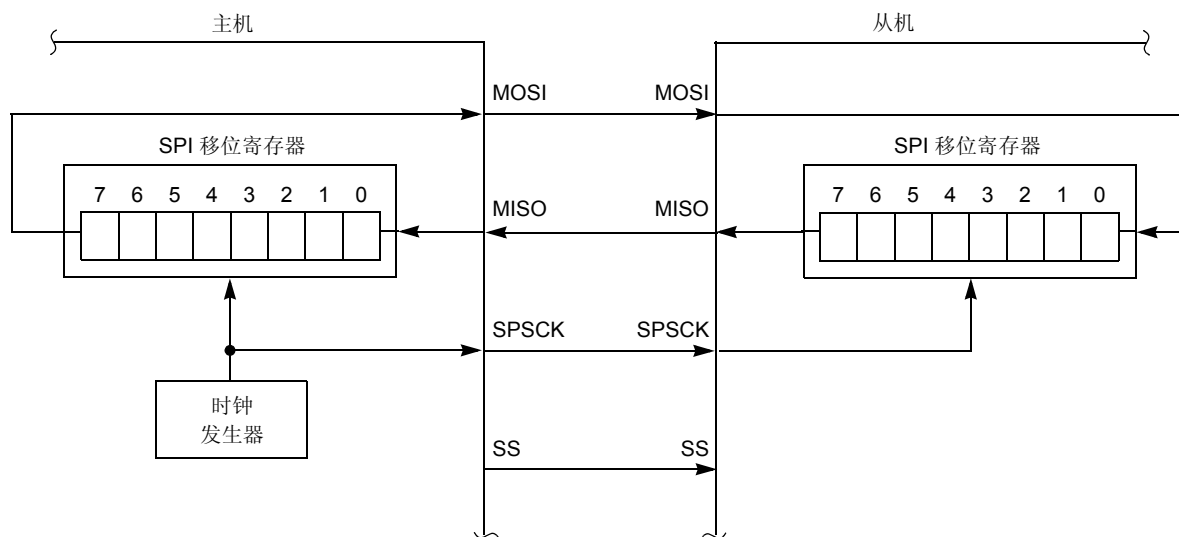 主机
从机
MOSI MOSI
SPI 移位寄存器
SPI 移位寄存器
7 6 5 4 3 2 1 0
7 6 5 4 3 2 1 0
MISO MISO
SPSCK SPSCK
时钟
发生器
SS SS